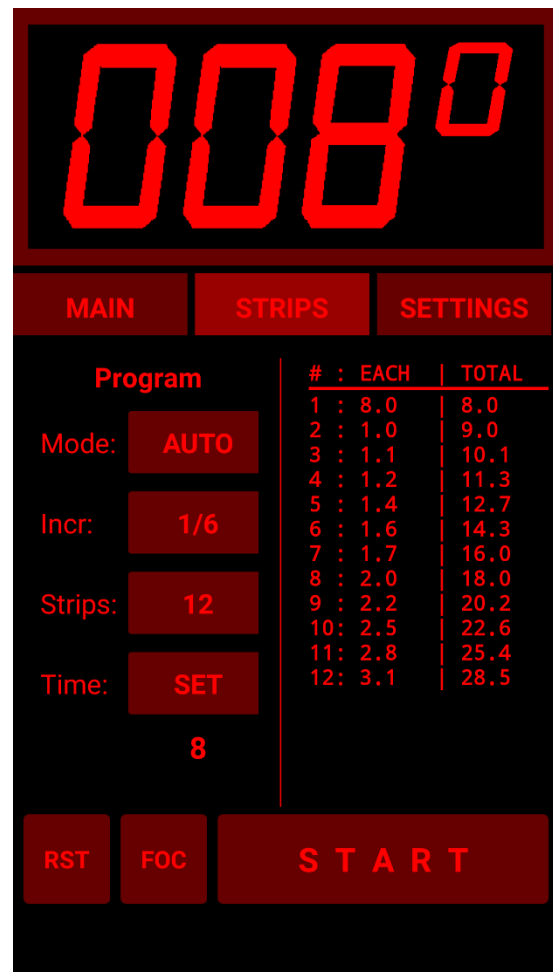 008 0
MAIN STRIPS SETTINGS
Program
Mode: AUTO
Incr: 1/6
Strips: 12
Time: SET
8
# : EACH | TOTAL
1 : 8.0 | 8.0
2 : 1.0 | 9.0
3 : 1.1 | 10.1
4 : 1.2 | 11.3
5 : 1.4 | 12.7
6 : 1.6 | 14.3
7 : 1.7 | 16.0
8 : 2.0 | 18.0
9 : 2.2 | 20.2
10: 2.5 | 22.6
11: 2.8 | 25.4
12: 3.1 | 28.5
RST FOC START